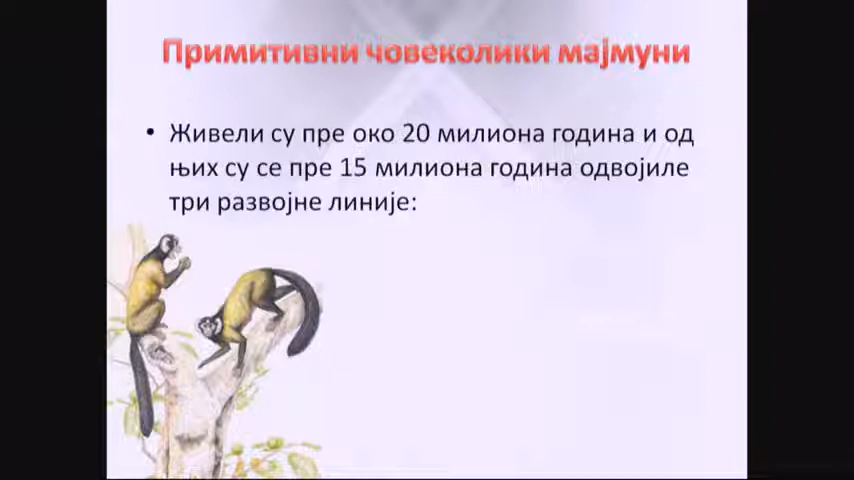 Примитивни човеколики мајмуни
• Живели су пре око 20 милиона година и од
њих су се пре 15 милиона година одвојиле
три развојне линије: